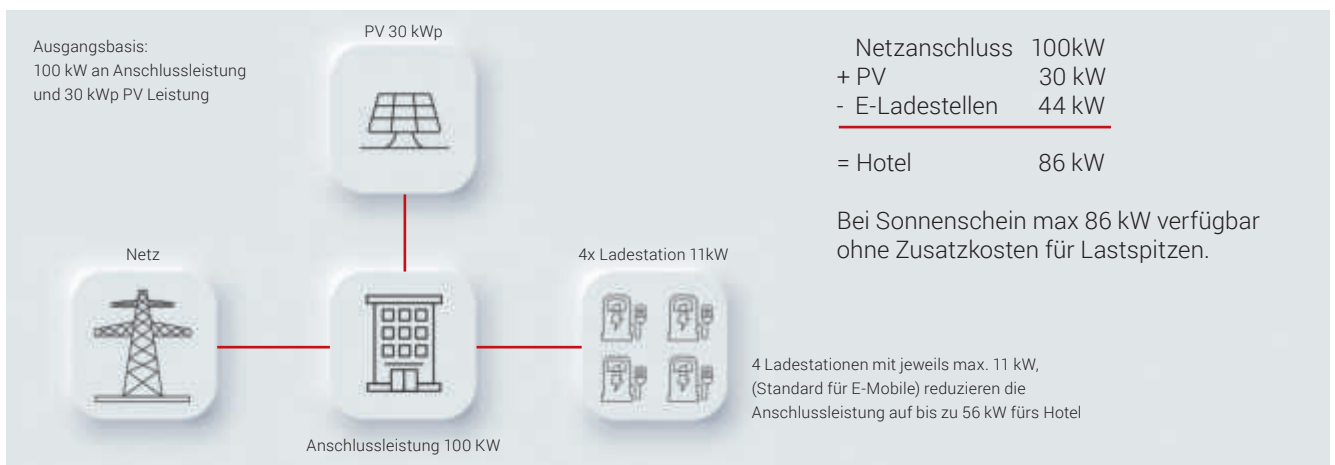 Ausgangsbasis:
100 kW an Anschlussleistung
und 30 kWp PV Leistung
PV 30 kWp
Netz
4x Ladestation 11kW
Anschlussleistung 100 KW
Netzanschluss 100kW
+ PV 30 kW
- E-Ladestellen 44 kW
= Hotel 86 kW
Bei Sonnenschein max 86 kW verfügbar
ohne Zusatzkosten für Lastspitzen.
4 Ladestationen mit jeweils max. 11 kW,
(Standard für E-Mobile) reduzieren die
Anschlussleistung auf bis zu 56 kW fürs Hotel